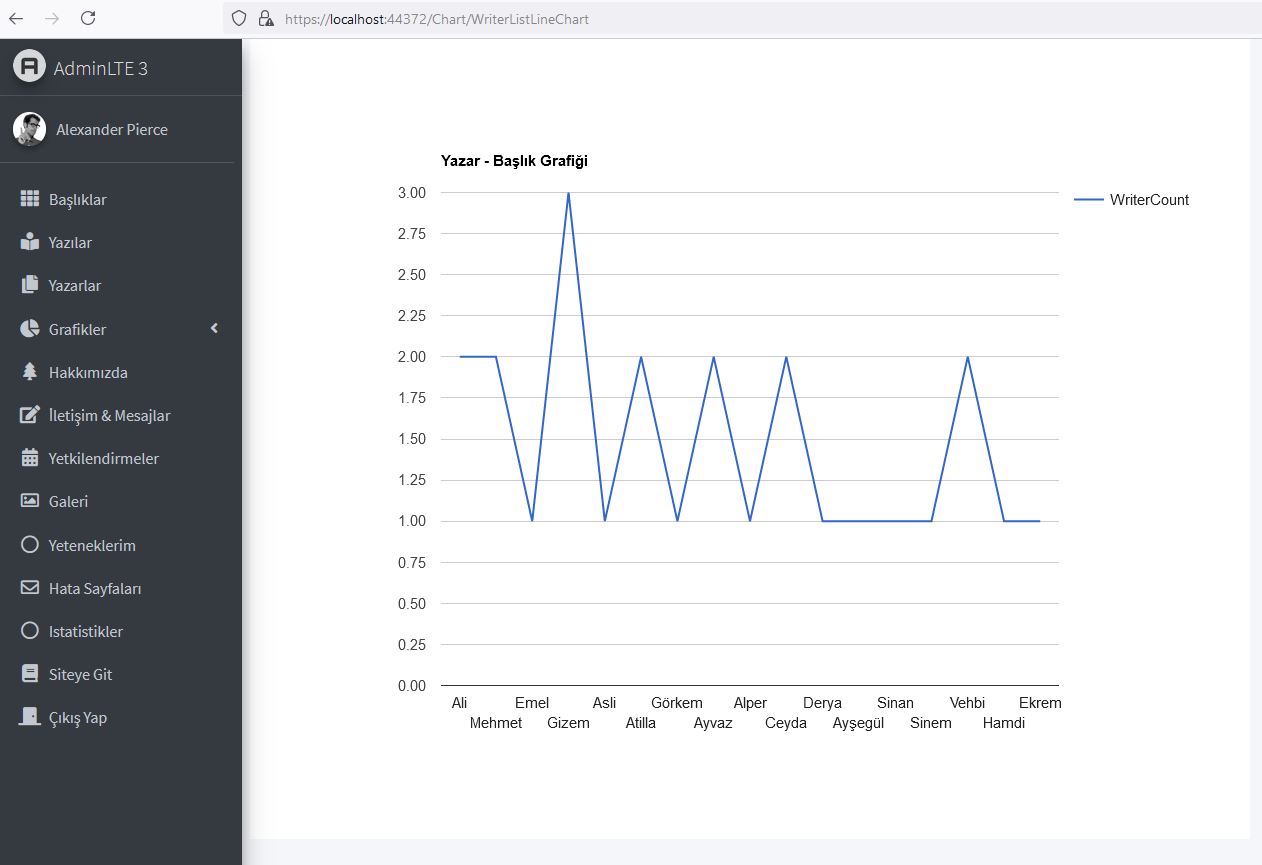 https://localhost:44372/Chart/WriterListLineChart
AdminLTE 3
Alexander Pierce
Başlıklar
Yazılar
Yazarlar
Grafikler
Hakkımızda
İletişim & Mesajlar
Yetkilendirmeler
Galeri
Yeteneklerim
Hata Sayfaları
Istatistikler
Siteye Git
Çıkış Yap
Yazar - Başlık Grafiği
3.00
2.75
2.50
2.25
2.00
1.75
1.50
1.25
1.00
0.75
0.50
0.25
0.00
WriterCount
Ali Emel Asli Görkem Alper Derya Sinan Vehbi Ekrem
Mehmet Gizem Atilla Ayvaz Ceyda Ayşegül Sinem Hamdi